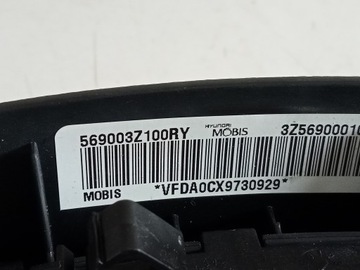 569003Z100RY HYUNDAI MOBIS 3Z5690001
*VFDA0CX9730929*
MOBIS